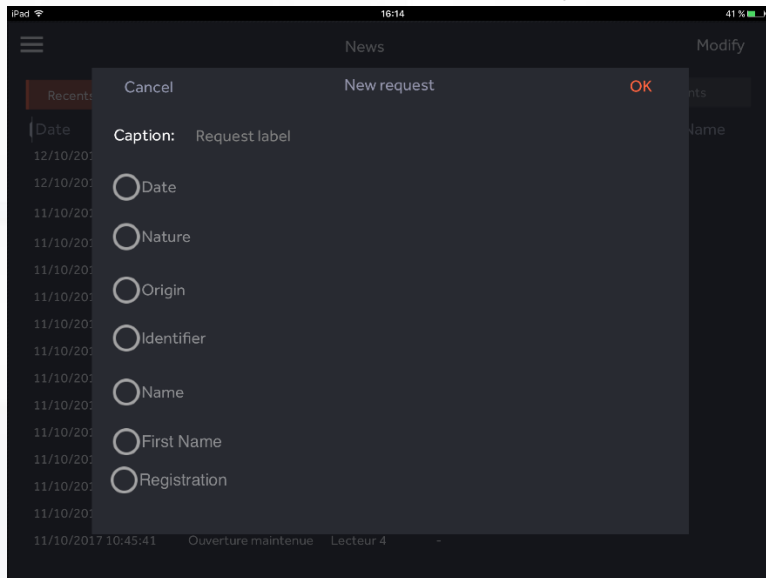 iPad 16:14 41 %
News Modify
Cancel New request OK
Recents nts
Date Name
Caption: Request label
12/10/201
12/10/201
Date
11/10/201
Nature
11/10/201
11/10/201
Origin
11/10/201
11/10/201
Identifier
11/10/201
11/10/201
Name
11/10/201
11/10/201
First Name
11/10/201
Registration
11/10/201
11/10/201
11/10/2017 10:45:41 Ouverture maintenue Lecteur 4 -